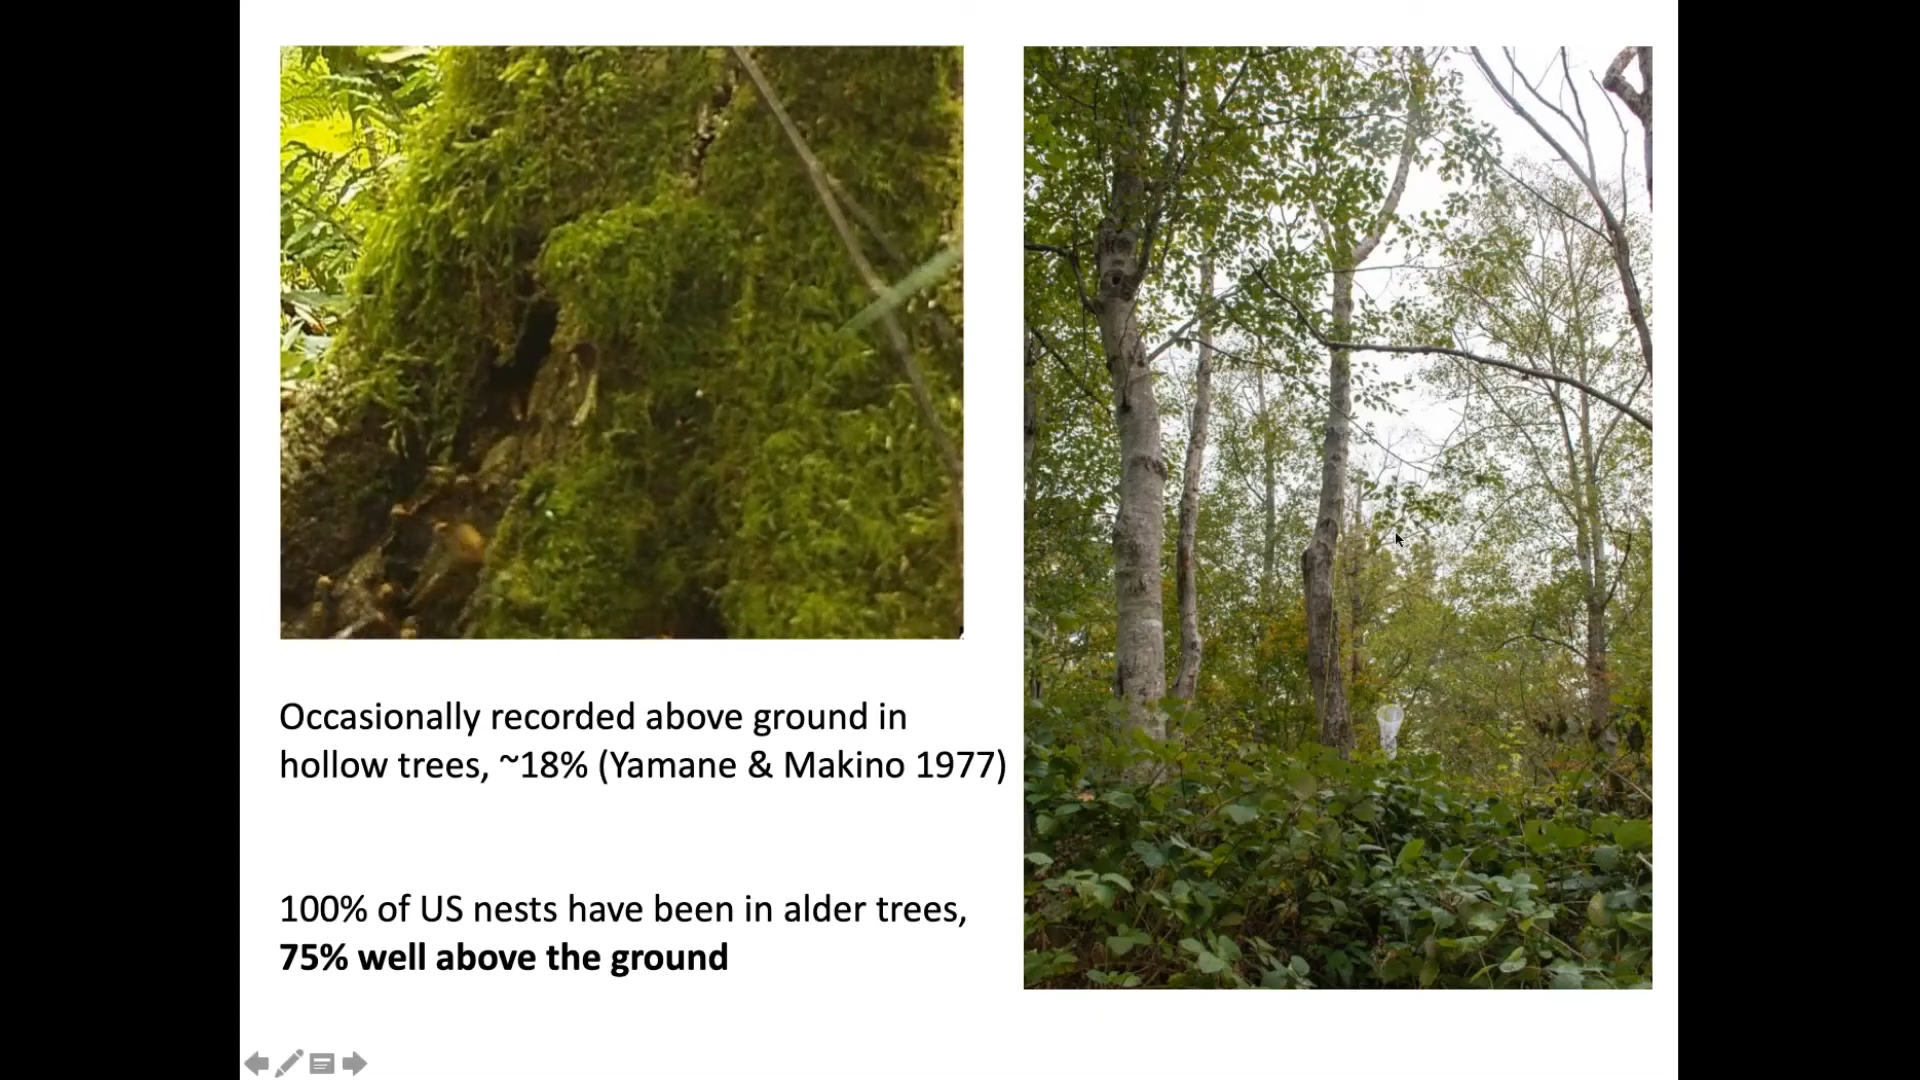 Occasionally recorded above ground in
hollow trees, ~18% (Yamane & Makino 1977)
100% of US nests have been in alder trees,
75% well above the ground